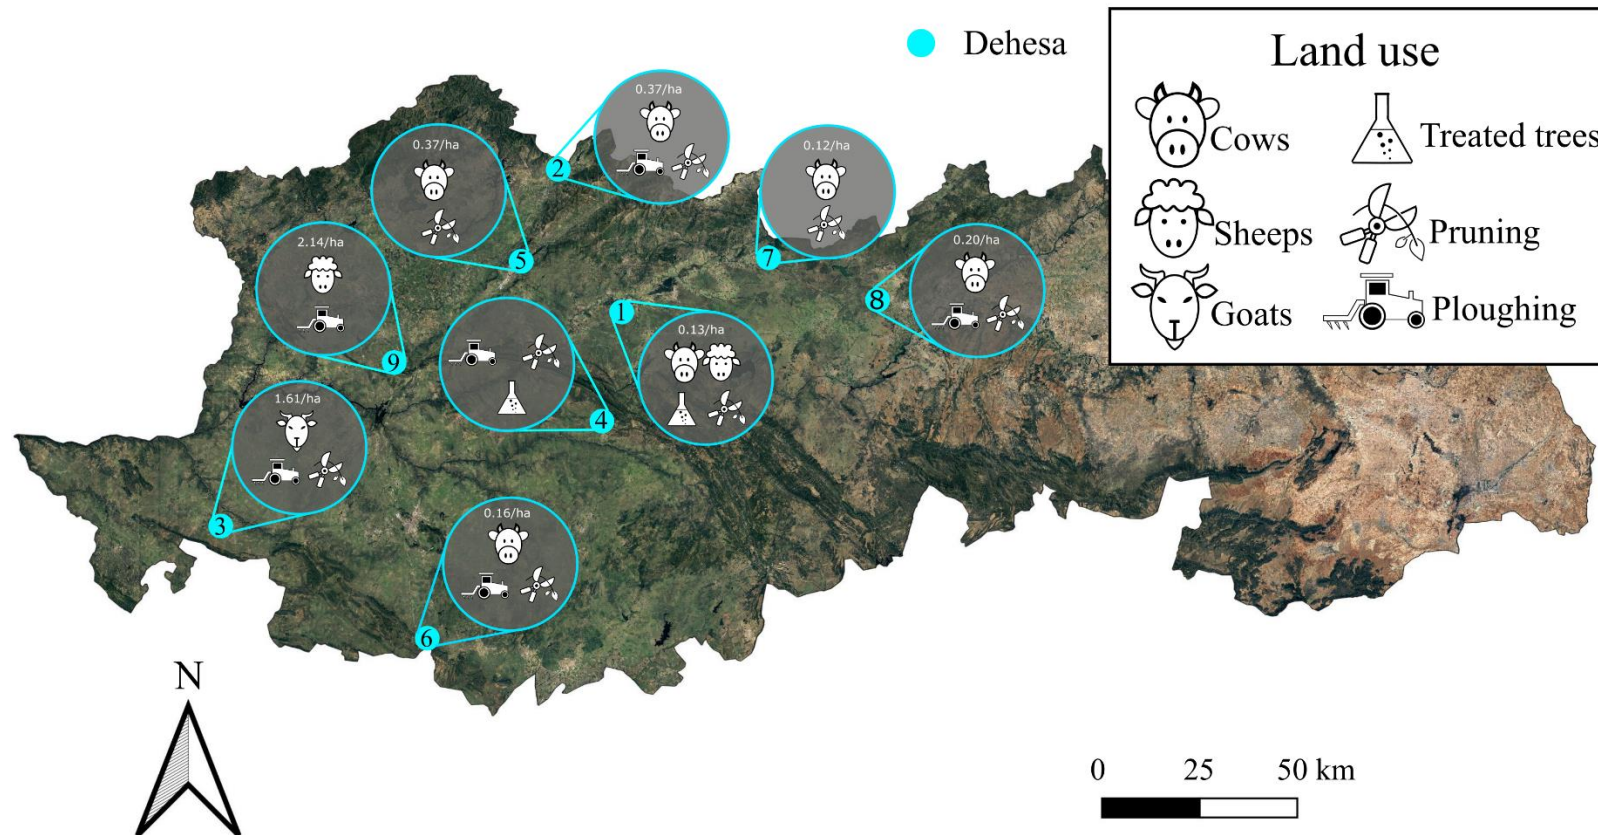 Dehesa
Land use
Cows
Treated trees
Sheeps
Pruning
Goats
Ploughing
0.37/ha
2
0.37/ha
5
0.12/ha
7
2.14/ha
9
0.20/ha
8
1
0.13/ha
4
1.61/ha
3
0.16/ha
6
N
0 25 50 km